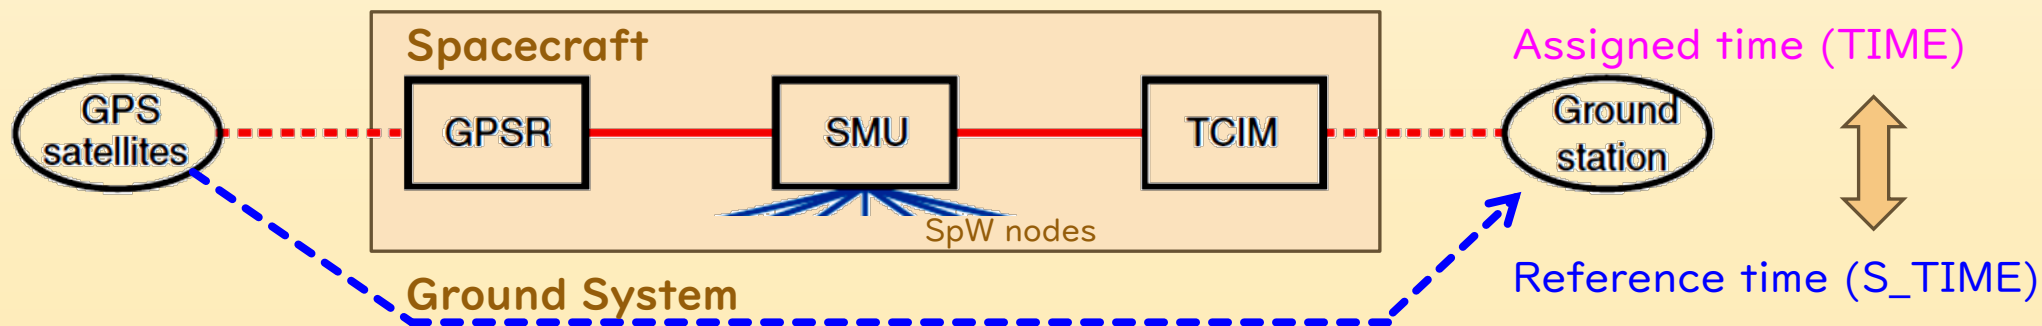 Spacecraft
Assigned time (TIME)
GPS
satellites
GPSR
SMU
TCIM
Ground
station
SpW nodes
Ground System
Reference time (S_TIME)